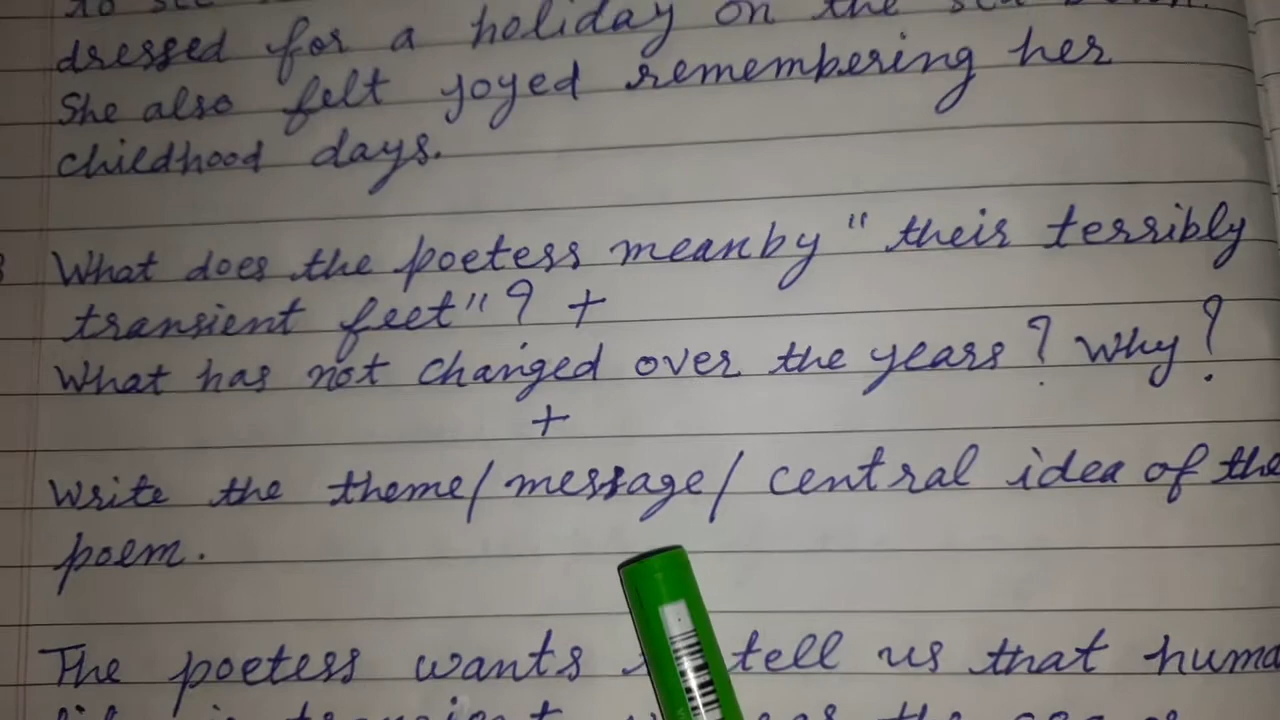 dressed for a holiday on the
She also felt joyed remembering her
childhood days.
What does the poetess mean by "their terribly
transient feet"? +
What has not changed over the years? Why?
+
Write the theme/message/central idea of the
poem.
The poetess wants tell us that